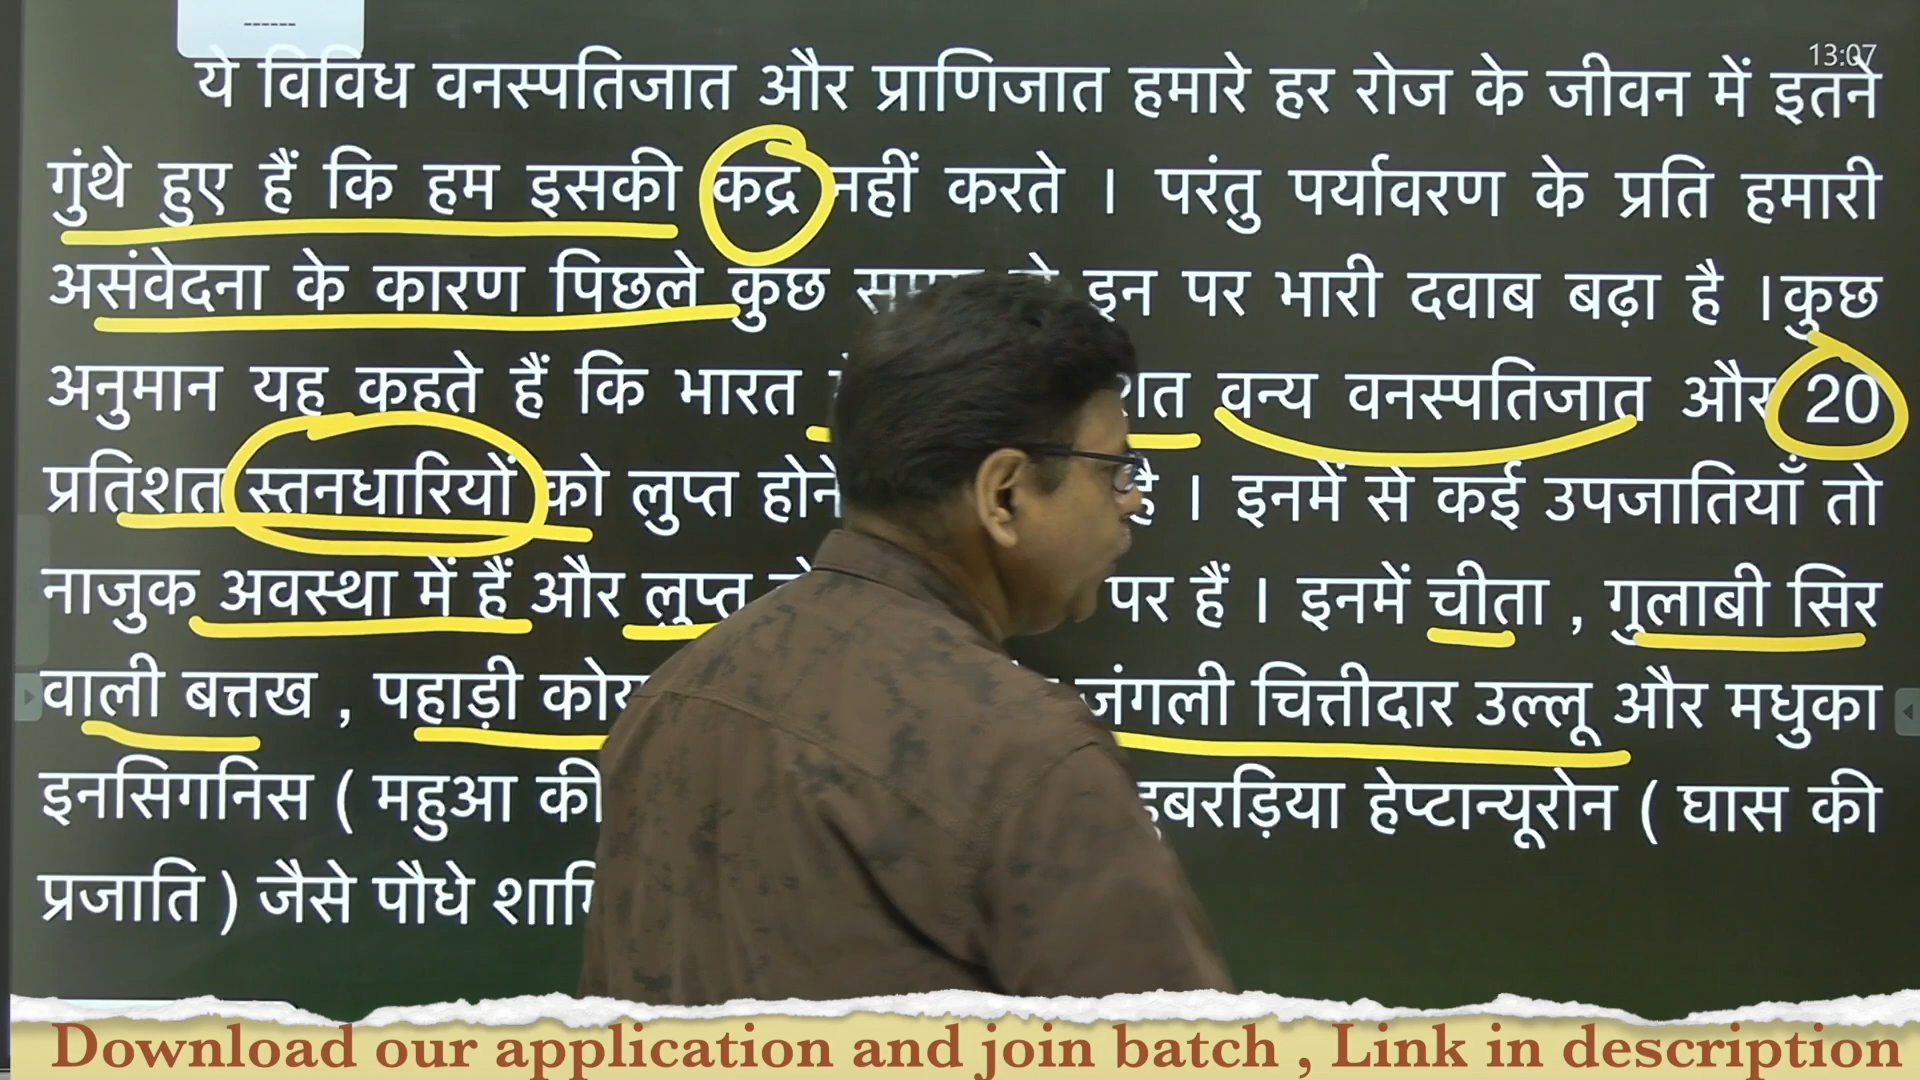 ------
13:07
ये विविध वनस्पतिजात और प्राणिजात हमारे हर रोज के जीवन में इतने
गुंथे हुए हैं कि हम इसकी कद्र नहीं करते । परंतु पर्यावरण के प्रति हमारी
असंवेदना के कारण पिछले कुछ इन पर भारी दवाब बढ़ा है ।कुछ
अनुमान यह कहते हैं कि भारत वन्य वनस्पतिजात और 20
प्रतिशत स्तनधारियों को लुप्त होने है । इनमें से कई उपजातियाँ तो
नाजुक अवस्था में हैं और लुप्त पर हैं । इनमें चीता , गुलाबी सिर
वाली बत्तख , पहाड़ी जंगली चित्तीदार उल्लू और मधुका
इनसिगनिस ( महुआ की हेप्टान्यूरोन ( घास की
प्रजाति ) जैसे पौधे
Download our application and join batch , Link in description